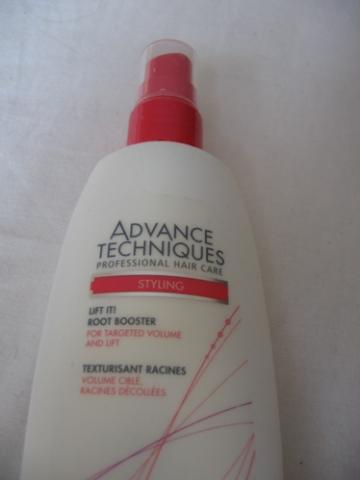 ADVANCE
TECHNIQUES
PROFESSIONAL HAIR CARE
STYLING
LIFT IT!
ROOT BOOSTER
FOR TARGETED VOLUME
AND LIFT
TEXTURISANT RACINES
VOLUME CIBLÉ,
RACINES DÉCOLLÉES